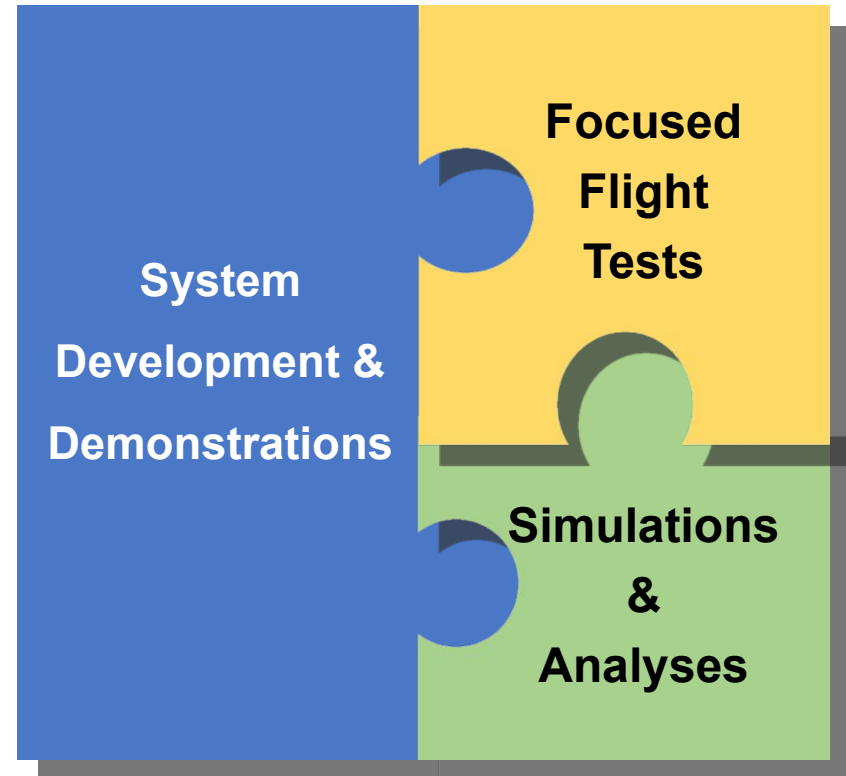 System
Development &
Demonstrations
Focused
Flight
Tests
Simulations
&
Analyses